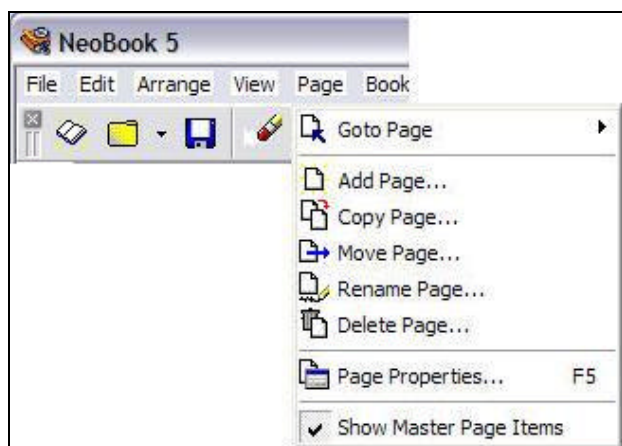 NeoBook 5
File Edit Arrange View Page Book
Goto Page
Add Page...
Copy Page...
Move Page...
Rename Page...
Delete Page...
Page Properties... F5
Show Master Page Items